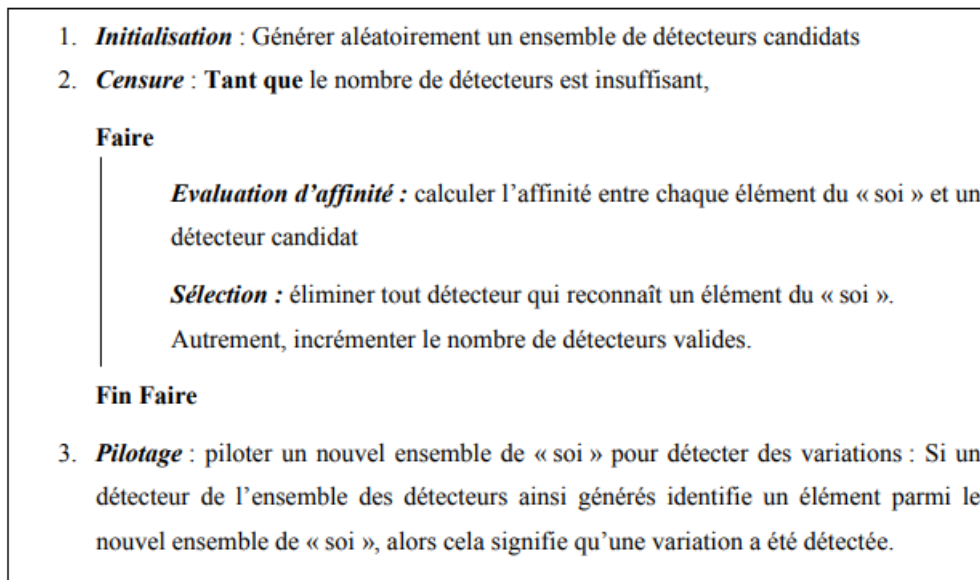 1. Initialisation : Générer aléatoirement un ensemble de détecteurs candidats
2. Censure : Tant que le nombre de détecteurs est insuffisant,
Faire
Evaluation d'affinité : calculer l'affinité entre chaque élément du « soi » et un
détecteur candidat
Sélection : éliminer tout détecteur qui reconnaît un élément du « soi ».
Autrement, incrémenter le nombre de détecteurs valides.
Fin Faire
3. Pilotage : piloter un nouvel ensemble de « soi » pour détecter des variations : Si un
détecteur de l'ensemble des détecteurs ainsi générés identifie un élément parmi le
nouvel ensemble de « soi », alors cela signifie qu'une variation a été détectée.